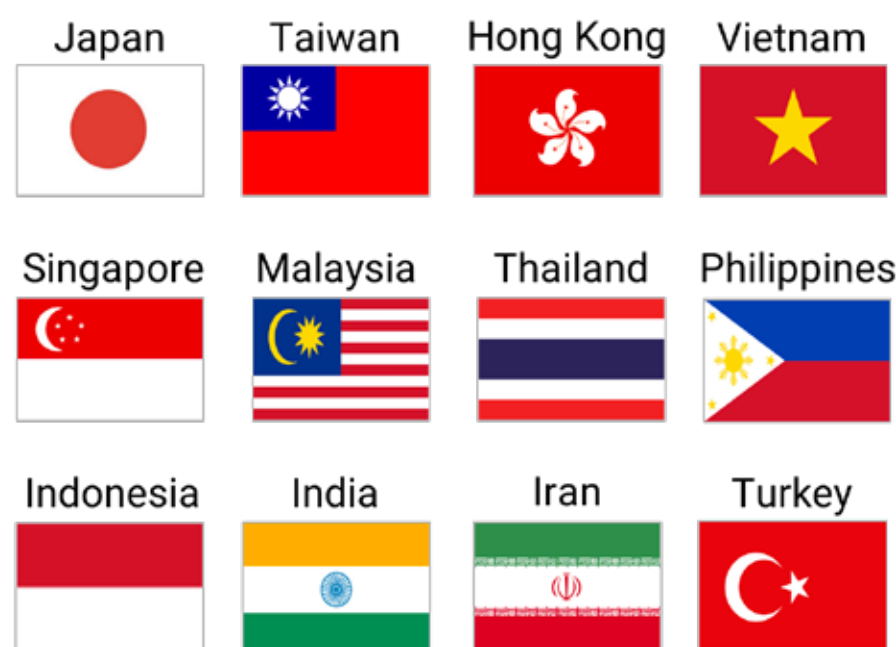 Japan Taiwan Hong Kong Vietnam
Singapore Malaysia Thailand Philippines
Indonesia India Iran Turkey